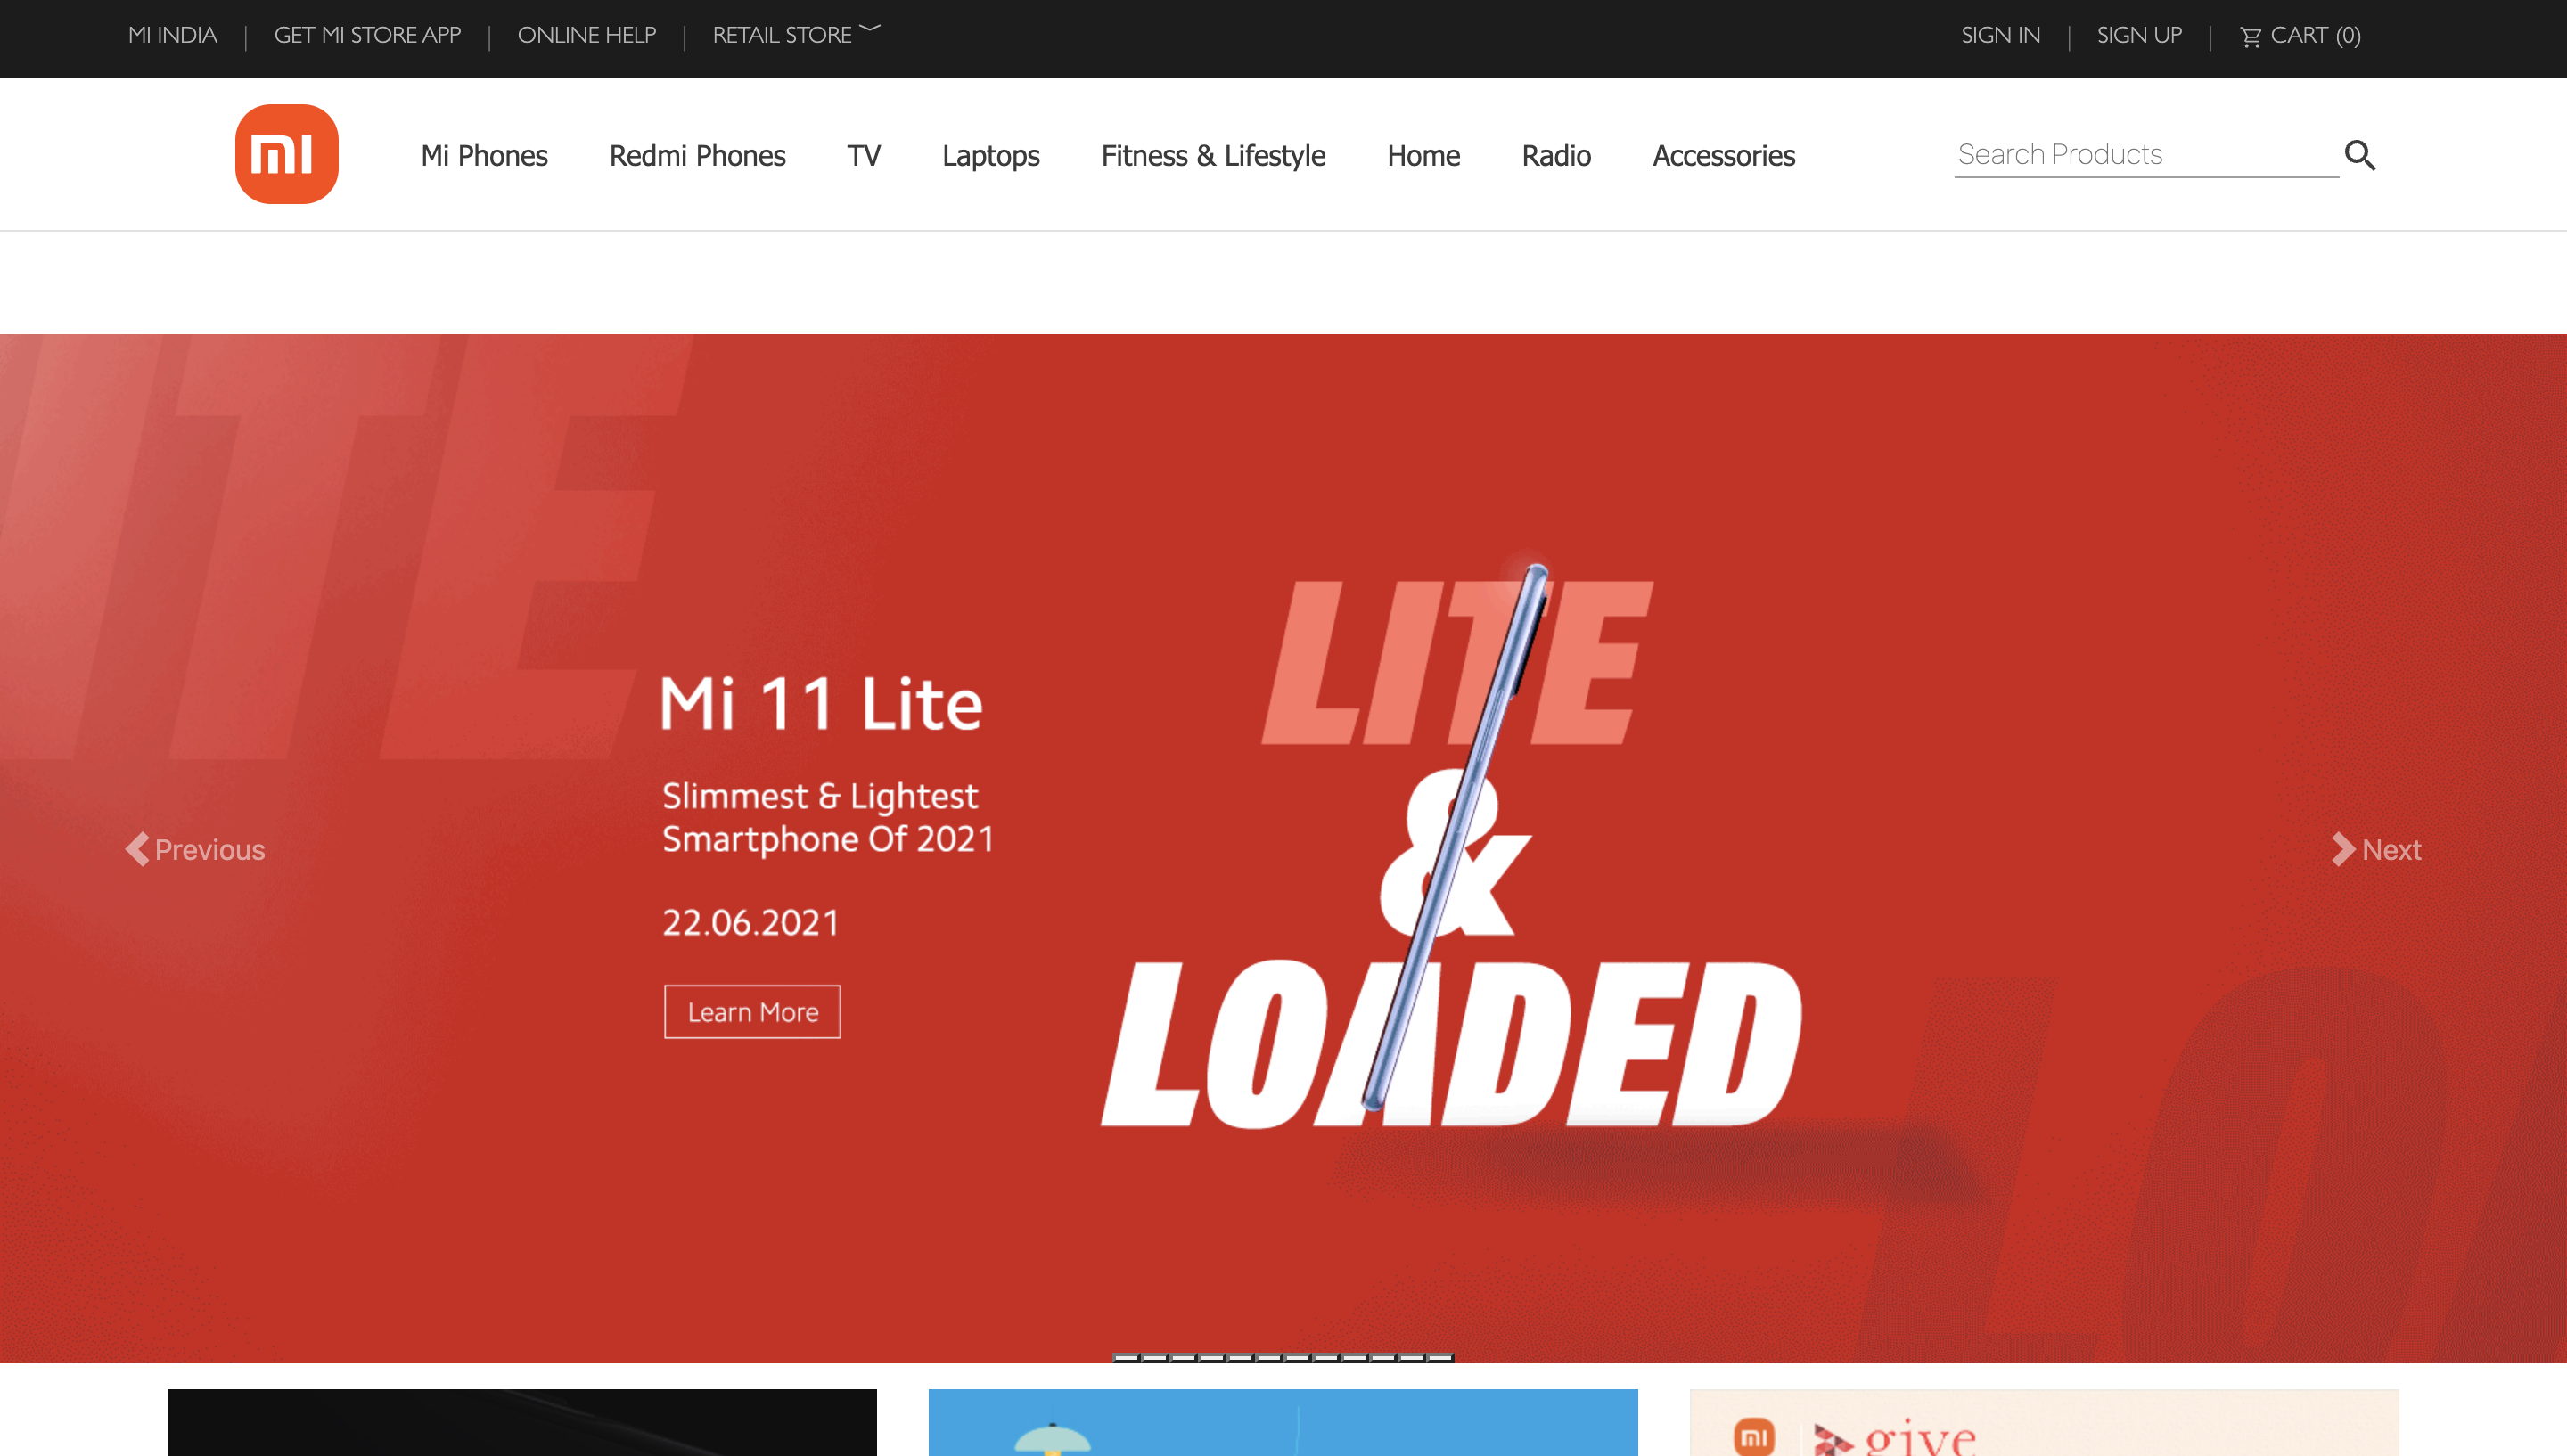 MI INDIA | GET MI STORE APP | ONLINE HELP | RETAIL STORE
SIGN IN | SIGN UP | CART (0)
mi
Mi Phones Redmi Phones TV Laptops Fitness & Lifestyle Home Radio Accessories
Search Products
ITE
LITE
&
LOADED
Mi 11 Lite
Slimmest & Lightest
Smartphone Of 2021
22.06.2021
Learn More
Previous
Next
LO
mi give